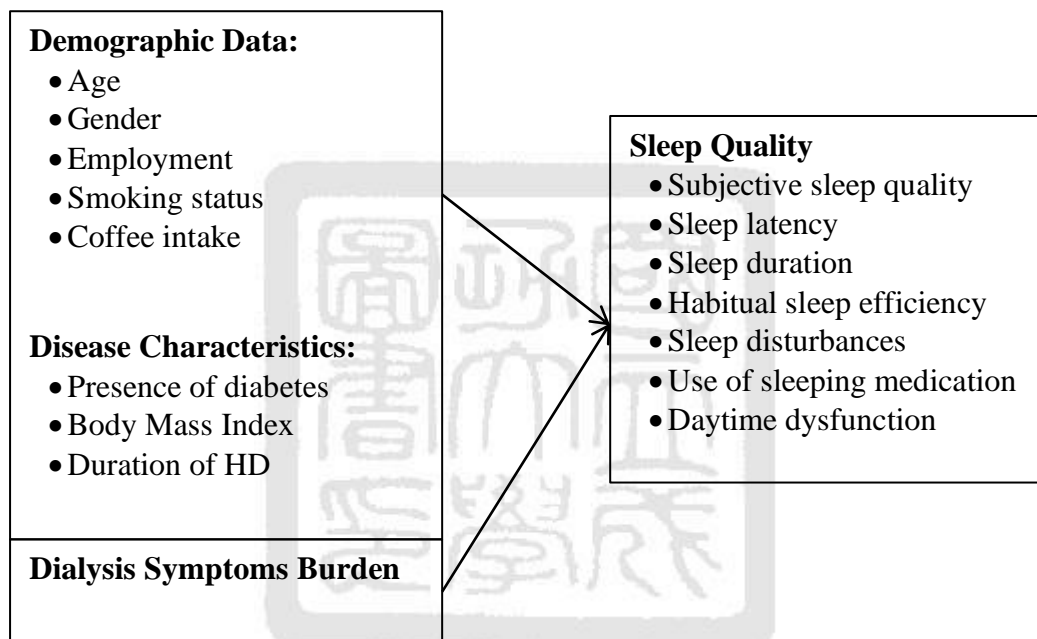 Demographic Data:
• Age
• Gender
• Employment
• Smoking status
• Coffee intake
Disease Characteristics:
• Presence of diabetes
• Body Mass Index
• Duration of HD
Dialysis Symptoms Burden
Sleep Quality
• Subjective sleep quality
• Sleep latency
• Sleep duration
• Habitual sleep efficiency
• Sleep disturbances
• Use of sleeping medication
• Daytime dysfunction